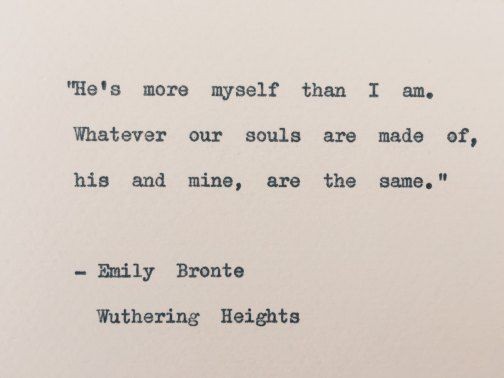 "He's more myself than I am.
Whatever our souls are made of,
his and mine, are the same."
- Emily Bronte
Wuthering Heights